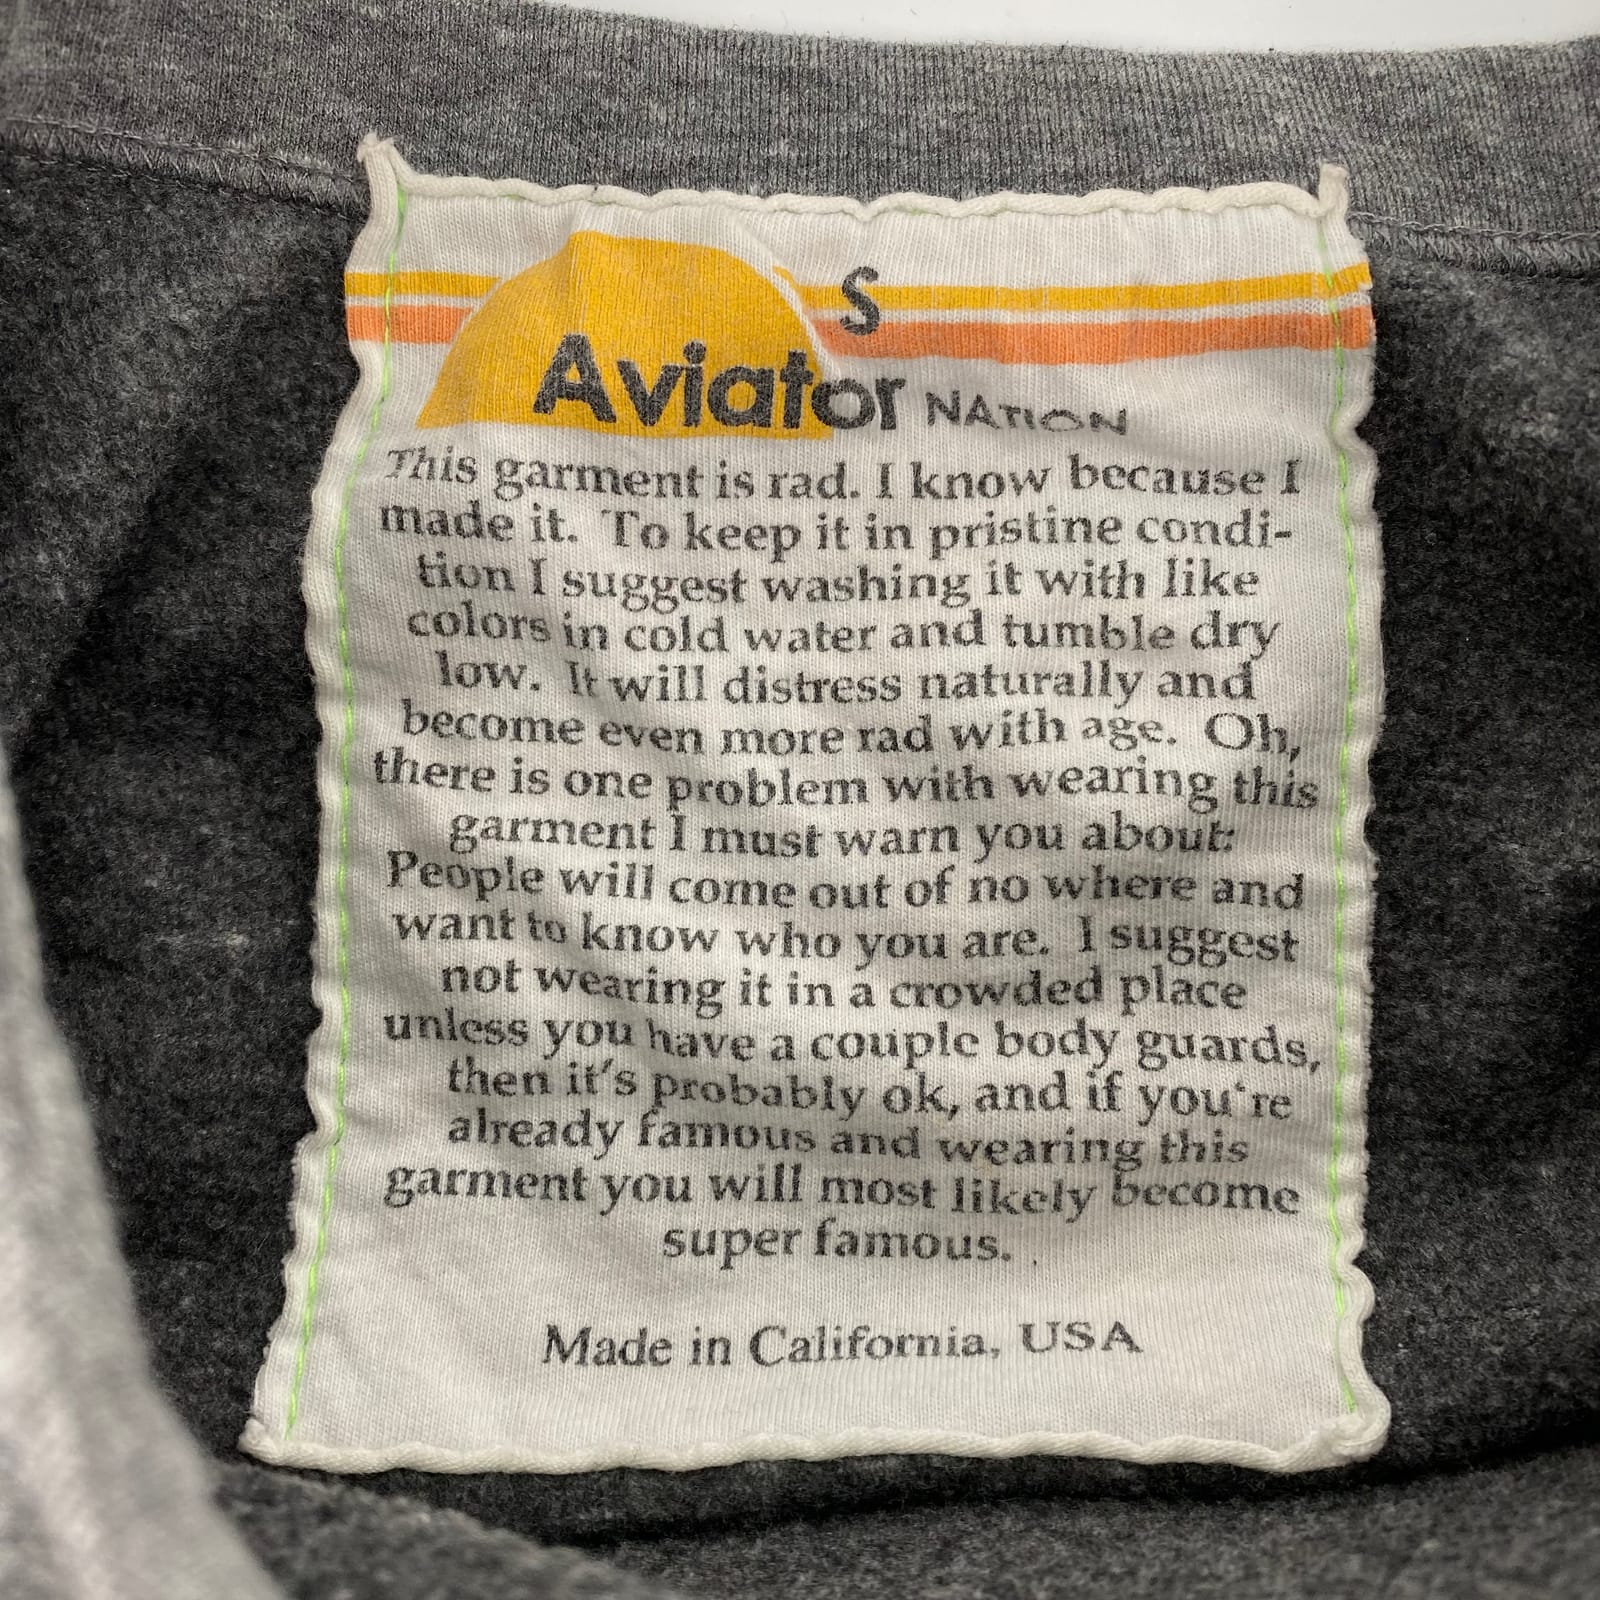 S
Aviator NATION
This garment is rad. I know because I
made it. To keep it in pristine condi-
tion I suggest washing it with like
colors in cold water and tumble dry
low. It will distress naturally and
become even more rad with age. Oh,
there is one problem with wearing this
garment I must warn you about:
People will come out of no where and
want to know who you are. I suggest
not wearing it in a crowded place
unless you have a couple body guards,
then it's probably ok, and if you're
already famous and wearing this
garment you will most likely become
super famous.
Made in California, USA